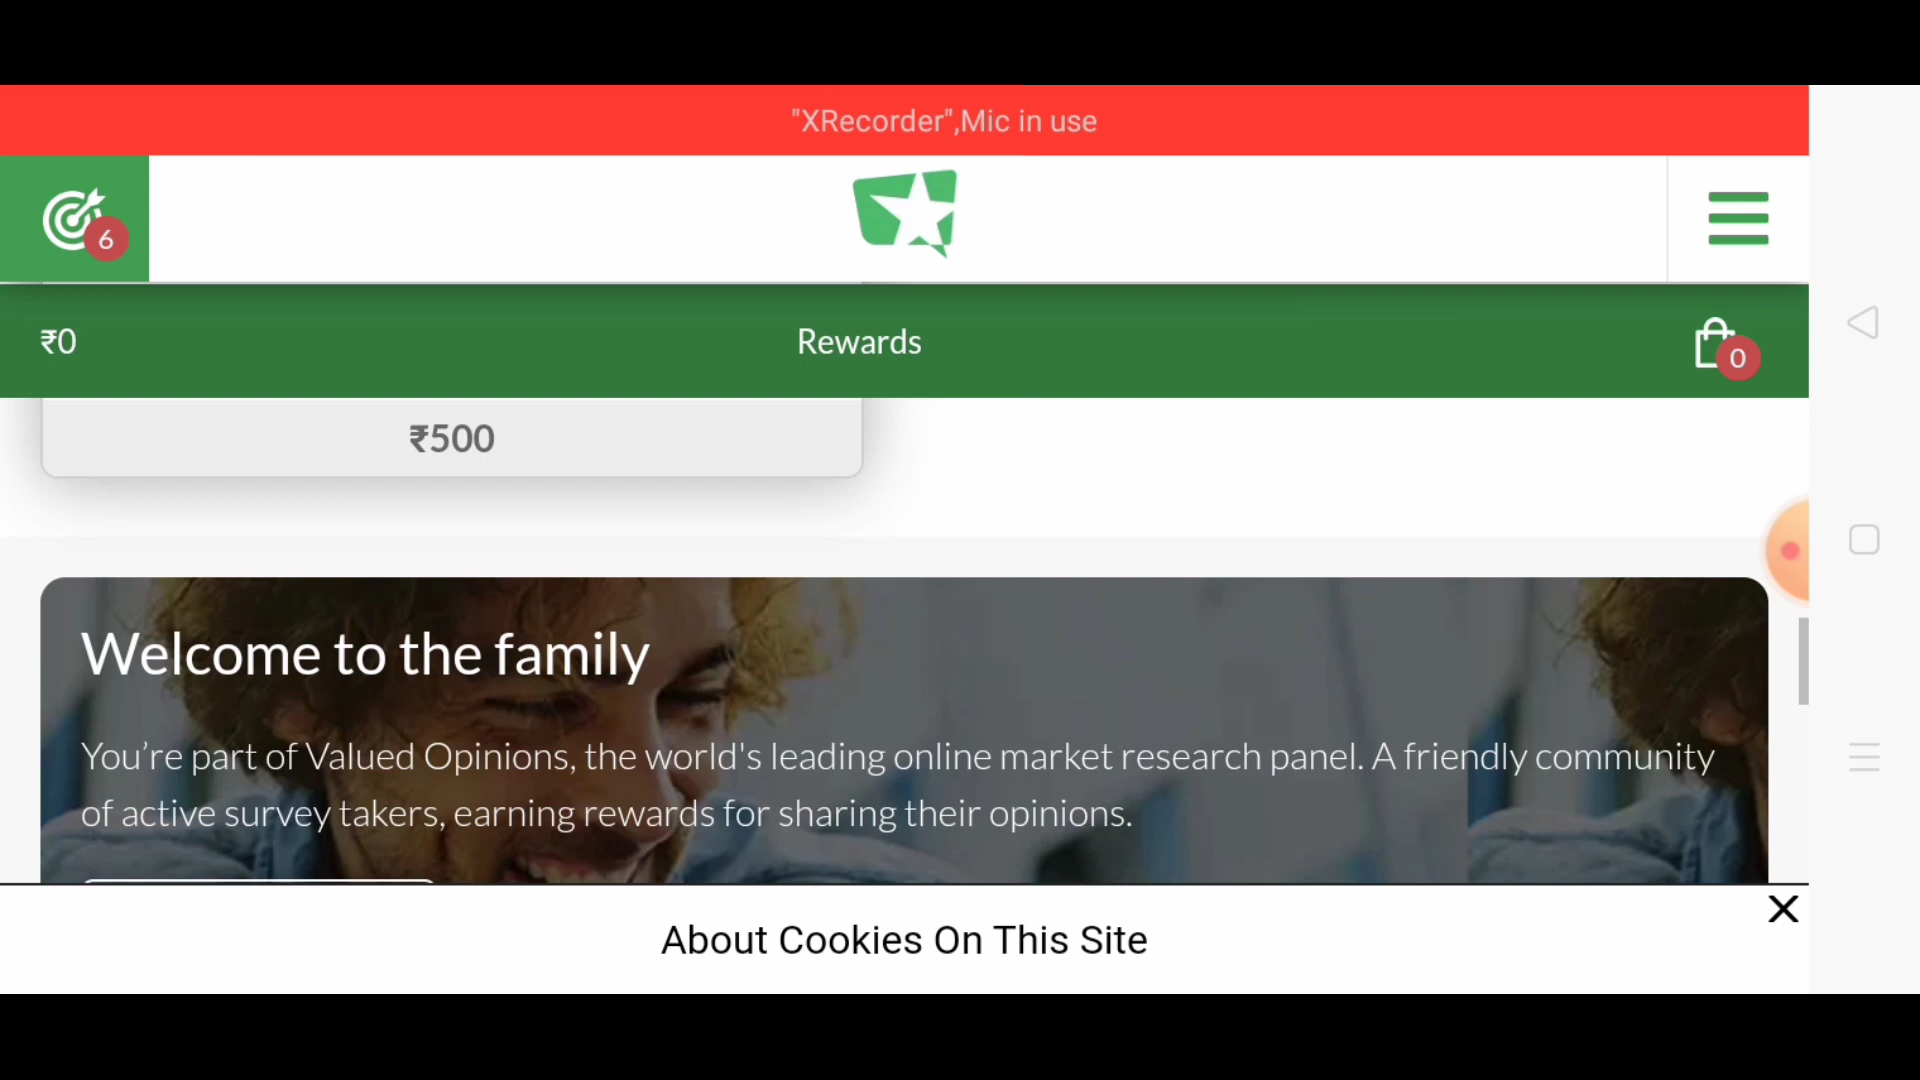 "XRecorder",Mic in use
6
₹0
Rewards
0
₹500
Welcome to the family
You’re part of Valued Opinions, the world's leading online market research panel. A friendly community
of active survey takers, earning rewards for sharing their opinions.
About Cookies On This Site